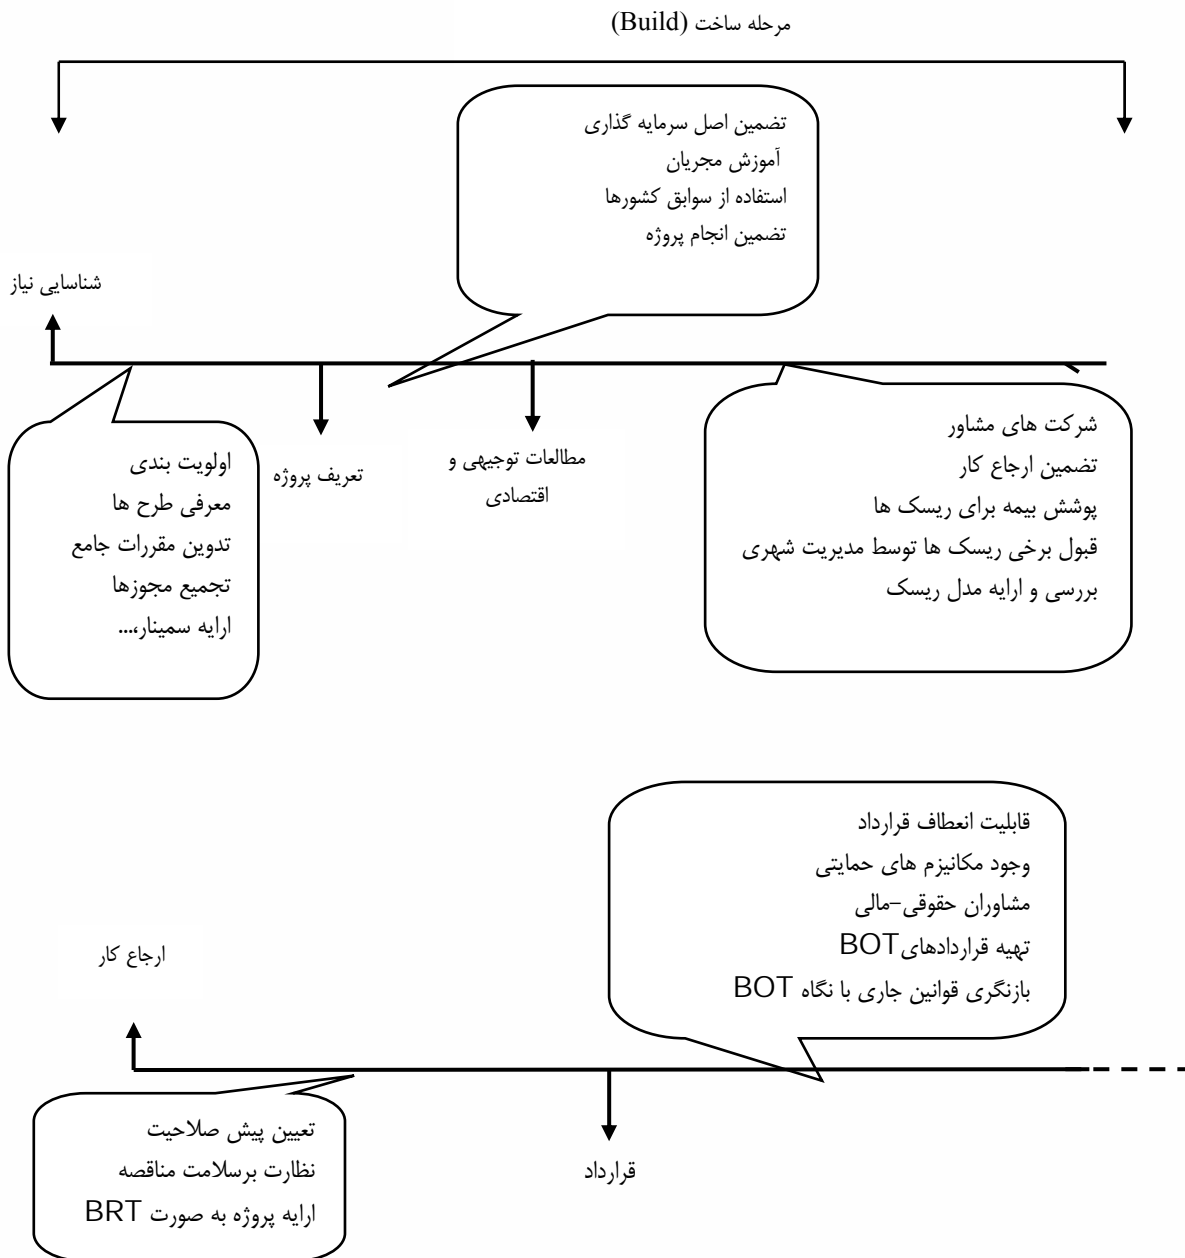 مرحله ساخت (Build)
تضمین اصل سرمایه گذاری
آموزش مجریان
استفاده از سوابق کشورها
تضمین انجام پروژه
شناسایی نیاز
اولویت بندی
معرفی طرح ها
تدوین مقررات جامع
تجمیع مجوزها
ارایه سمینار،...
تعریف پروژه
مطالعات توجیهی و
اقتصادی
شرکت های مشاور
تضمین ارجاع کار
پوشش بیمه برای ریسک ها
قبول برخی ریسک ها توسط مدیریت شهری
بررسی و ارایه مدل ریسک
قابلیت انعطاف قرارداد
وجود مکانیزم های حمایتی
مشاوران حقوقی-مالی
تهیه قراردادهای BOT
بازنگری قوانین جاری با نگاه BOT
ارجاع کار
تعیین پیش صلاحیت
نظارت برسلامت مناقصه
ارایه پروژه به صورت BRT
قرارداد